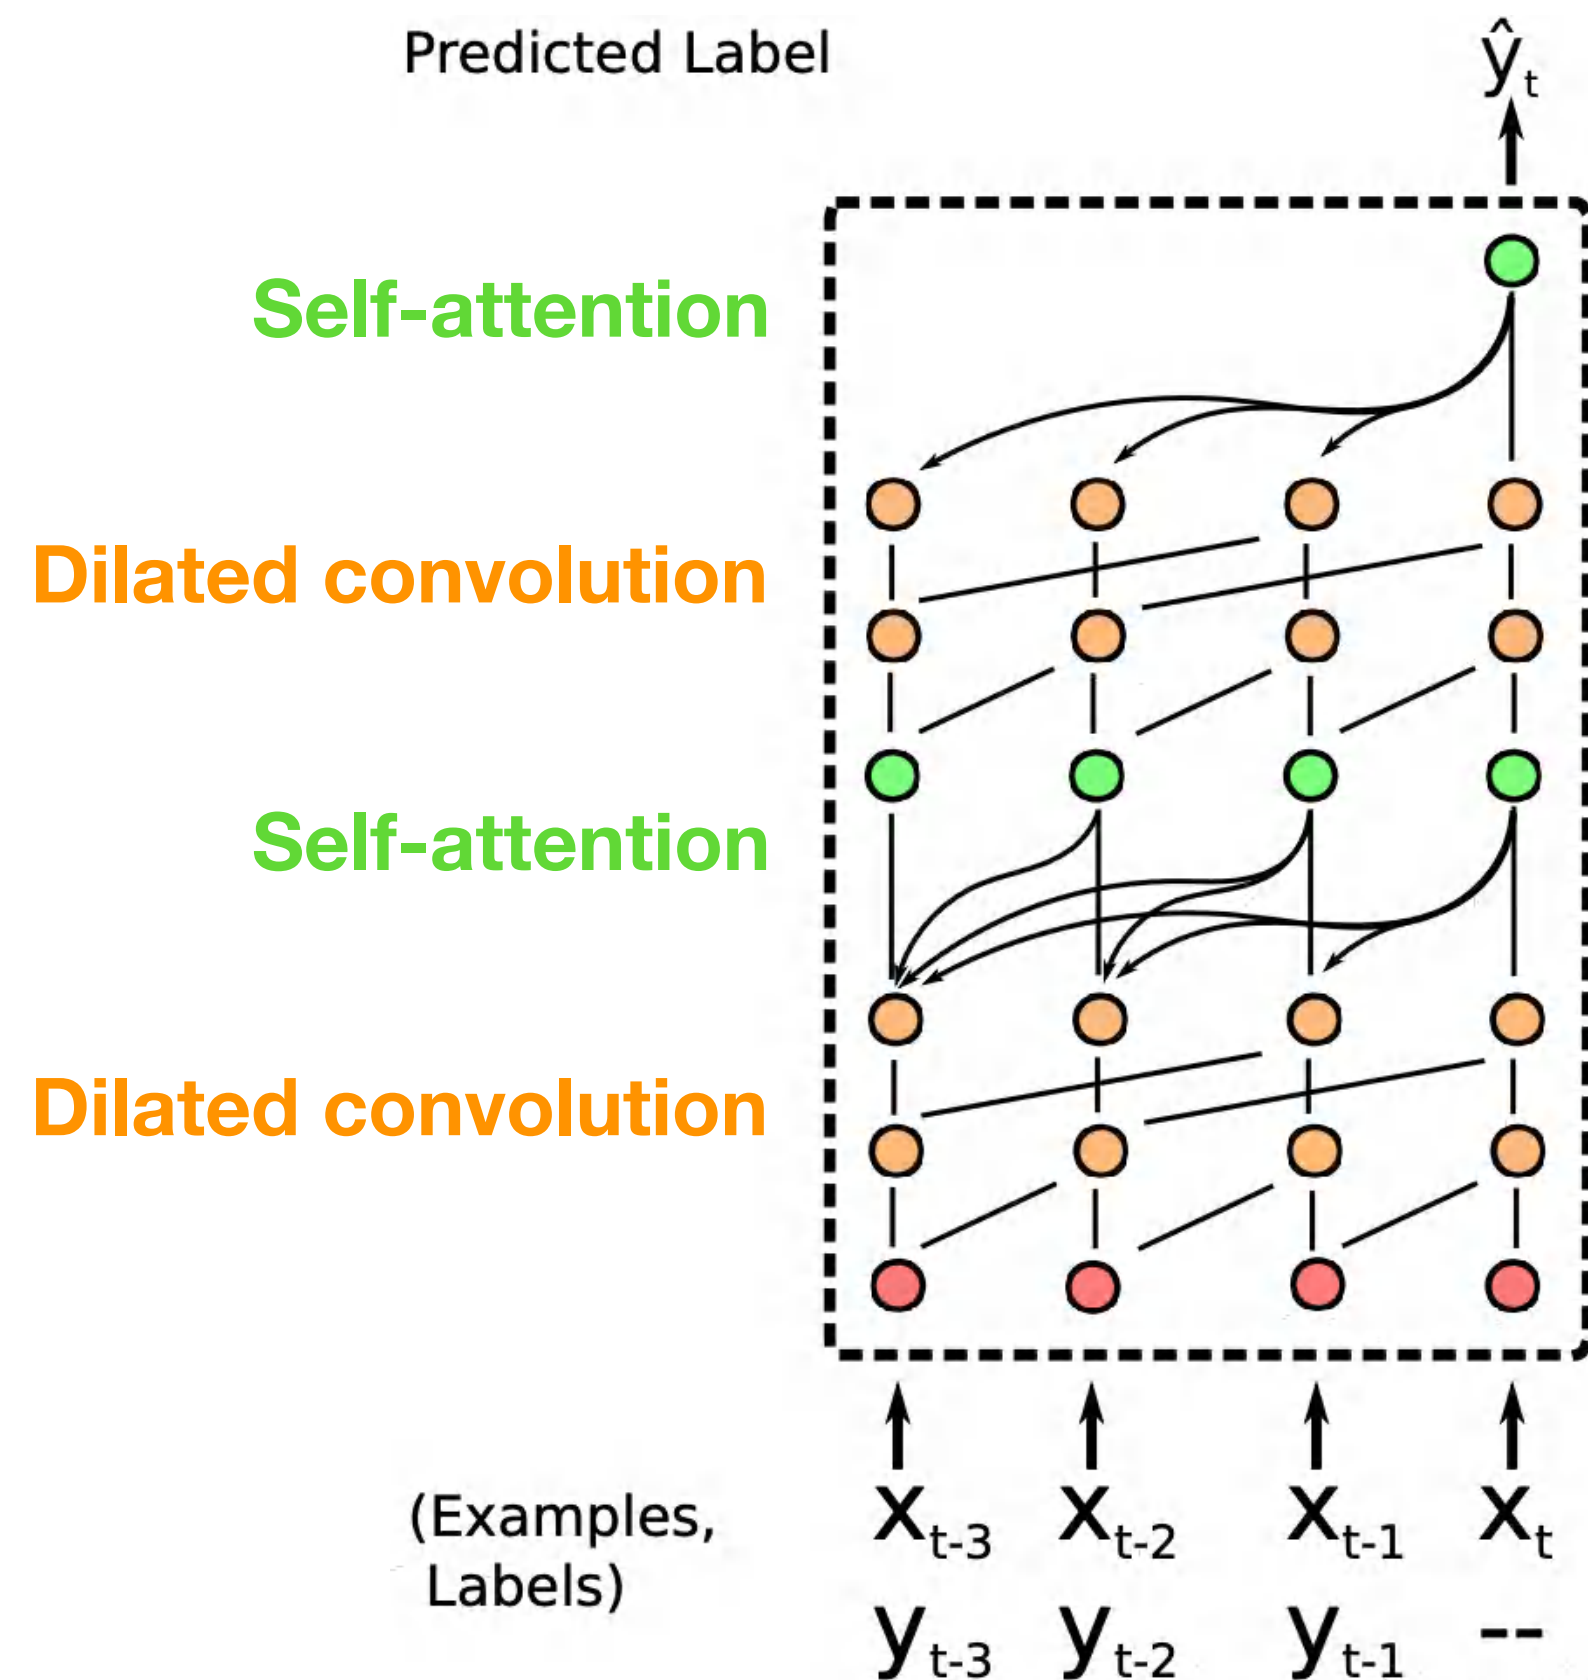 Predicted Label
ŷt
Self-attention
Dilated convolution
Self-attention
Dilated convolution
(Examples,
Labels)
xt-3 xt-2 xt-1 xt
yt-3 yt-2 yt-1 --